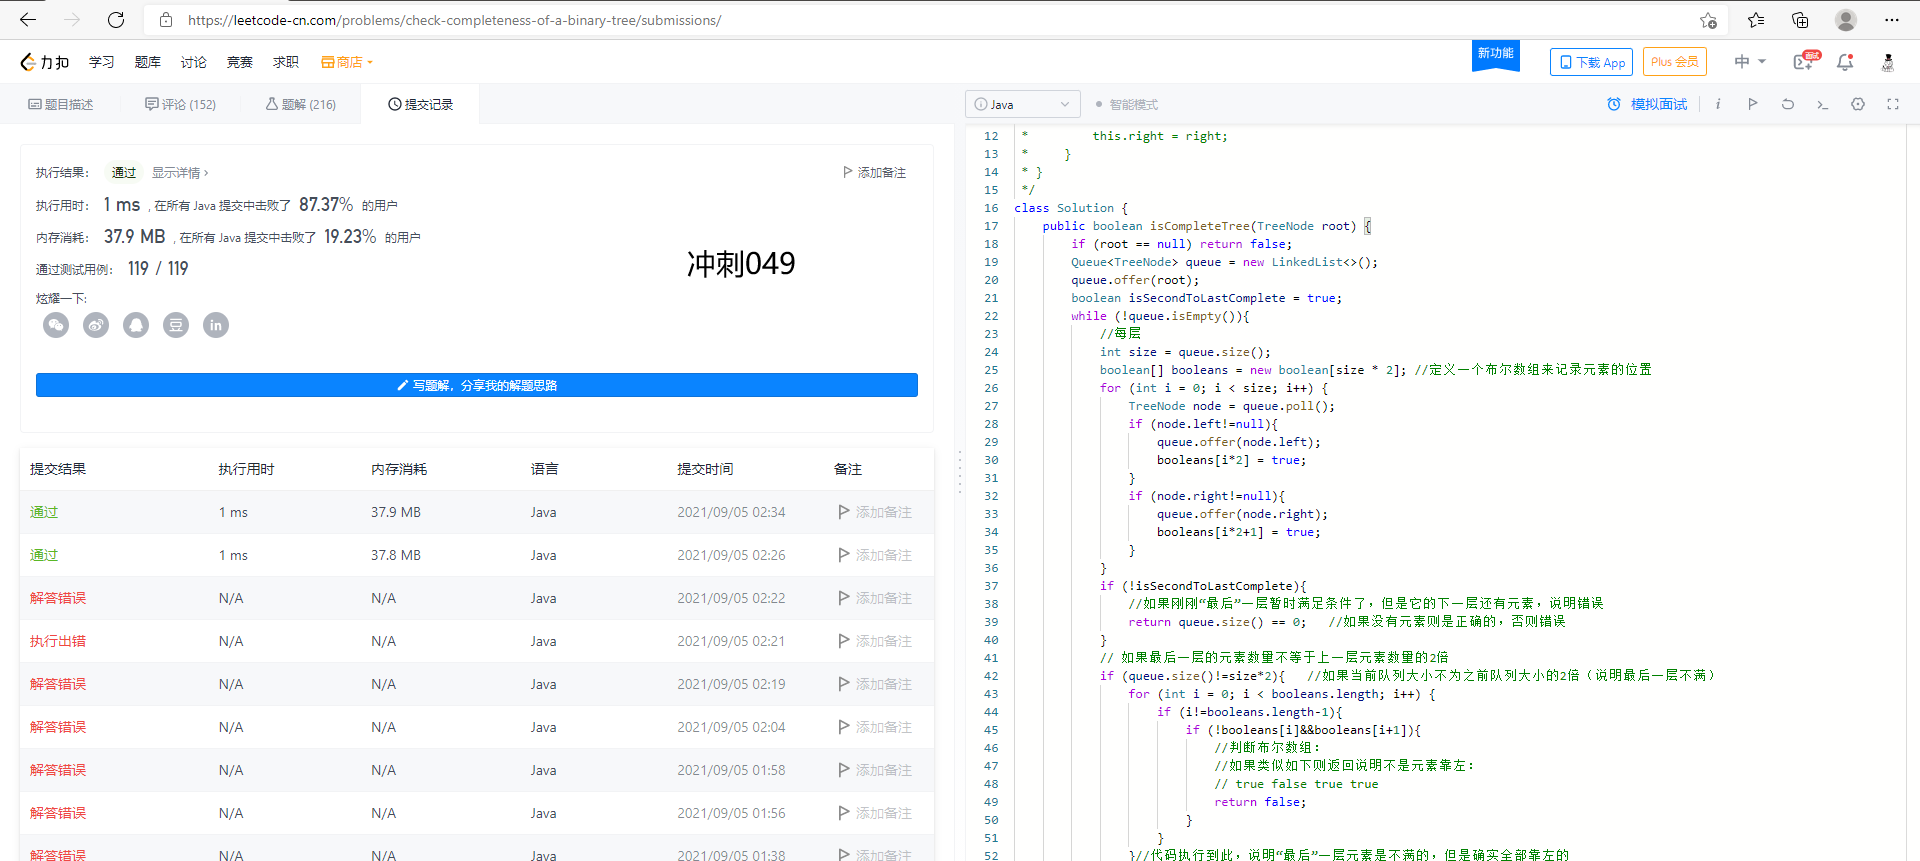 https://leetcode-cn.com/problems/check-completeness-of-a-binary-tree/submissions/
力扣 学习 题库 讨论 竞赛 求职 商店 新功能 下载 App Plus 会员 中 面试
题目描述 评论 (152) 题解 (216) 提交记录 Java 智能模式 模拟面试
执行结果： 通过 显示详情 > 添加备注
执行用时： 1 ms , 在所有 Java 提交中击败了 87.37% 的用户
内存消耗： 37.9 MB , 在所有 Java 提交中击败了 19.23% 的用户
冲刺049
通过测试用例： 119 / 119
炫耀一下:
豆 in
写题解，分享我的解题思路
提交结果 执行用时 内存消耗 语言 提交时间 备注
通过 1 ms 37.9 MB Java 2021/09/05 02:34 添加备注
通过 1 ms 37.8 MB Java 2021/09/05 02:26 添加备注
解答错误 N/A N/A Java 2021/09/05 02:22 添加备注
执行出错 N/A N/A Java 2021/09/05 02:21 添加备注
解答错误 N/A N/A Java 2021/09/05 02:19 添加备注
解答错误 N/A N/A Java 2021/09/05 02:04 添加备注
解答错误 N/A N/A Java 2021/09/05 01:58 添加备注
解答错误 N/A N/A Java 2021/09/05 01:56 添加备注
解答错误 N/A N/A Java 2021/09/05 01:38 添加备注
12 * this.right = right;
13 * }
14 * }
15 */
16 class Solution {
17 public boolean isCompleteTree(TreeNode root) {
18 if (root == null) return false;
19 Queue<TreeNode> queue = new LinkedList<>();
20 queue.offer(root);
21 boolean isSecondToLastComplete = true;
22 while (!queue.isEmpty()){
23 //每层
24 int size = queue.size();
25 boolean[] booleans = new boolean[size * 2]; //定义一个布尔数组来记录元素的位置
26 for (int i = 0; i < size; i++) {
27 TreeNode node = queue.poll();
28 if (node.left!=null){
29 queue.offer(node.left);
30 booleans[i*2] = true;
31 }
32 if (node.right!=null){
33 queue.offer(node.right);
34 booleans[i*2+1] = true;
35 }
36 }
37 if (!isSecondToLastComplete){
38 //如果刚刚“最后”一层暂时满足条件了，但是它的下一层还有元素，说明错误
39 return queue.size() == 0; //如果没有元素则是正确的，否则错误
40 }
41 // 如果最后一层的元素数量不等于上一层元素数量的2倍
42 if (queue.size()!=size*2){ //如果当前队列大小不为之前队列大小的2倍（说明最后一层不满）
43 for (int i = 0; i < booleans.length; i++) {
44 if (i!=booleans.length-1){
45 if (!booleans[i]&&booleans[i+1]){
46 //判断布尔数组：
47 //如果类似如下则返回说明不是元素靠左：
48 // true false true true
49 return false;
50 }
51 }
52 }//代码执行到此，说明“最后”一层元素是不满的，但是确实全部靠左的